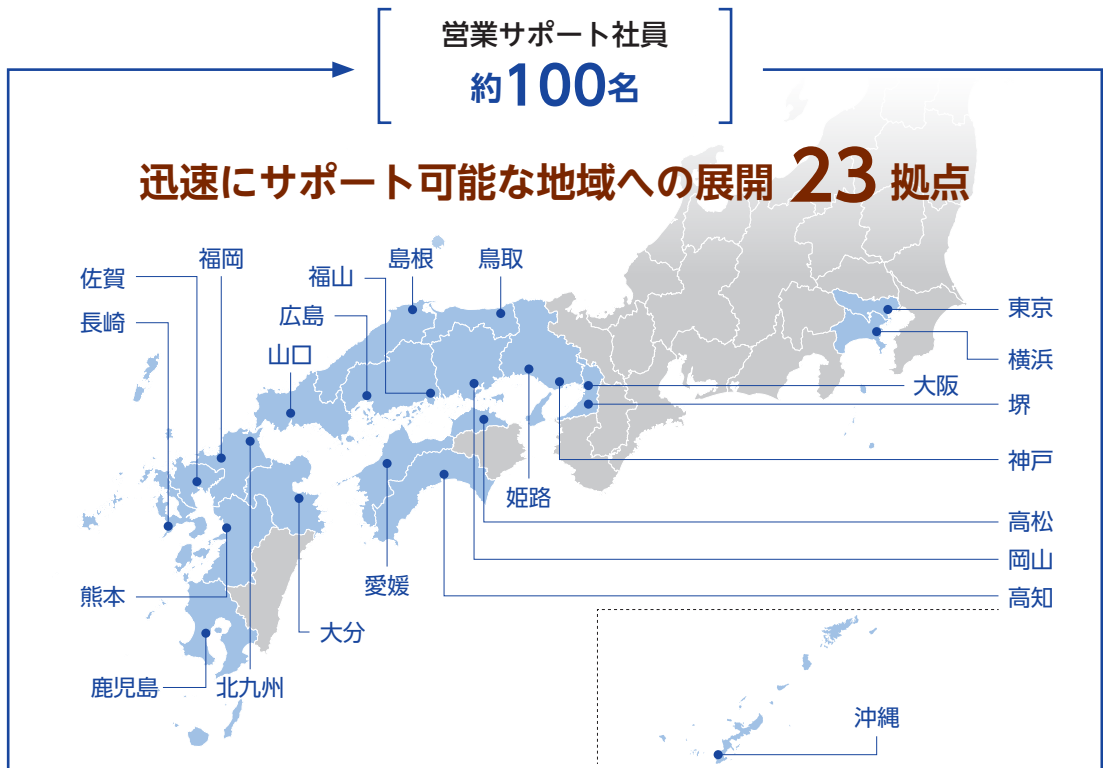 営業サポート社員
約100名
迅速にサポート可能な地域への展開 23 拠点
佐賀
福岡
長崎
福山
島根
鳥取
広島
山口
東京
横浜
大阪
堺
神戸
姫路
高松
岡山
愛媛
高知
熊本
大分
鹿児島
北九州
沖縄